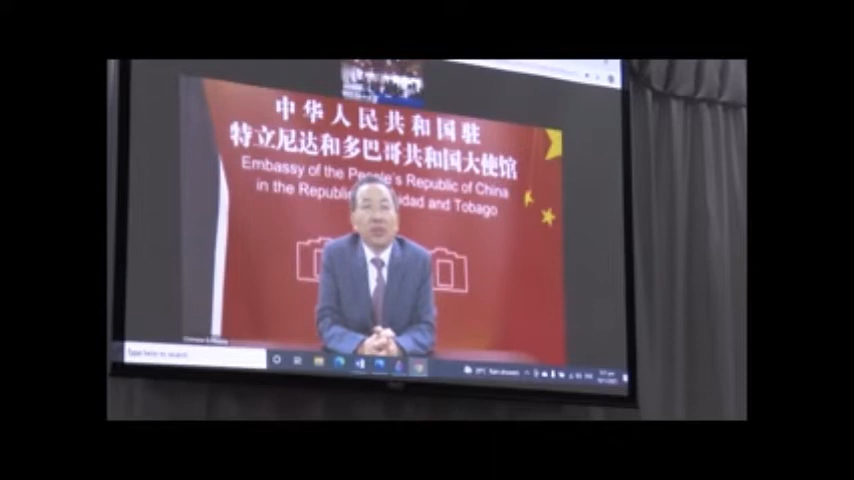 中华人民共和国驻
特立尼达和多巴哥共和国大使馆
Embassy of the People's Republic of China
in the Republic idad and Tobago
Type here to search